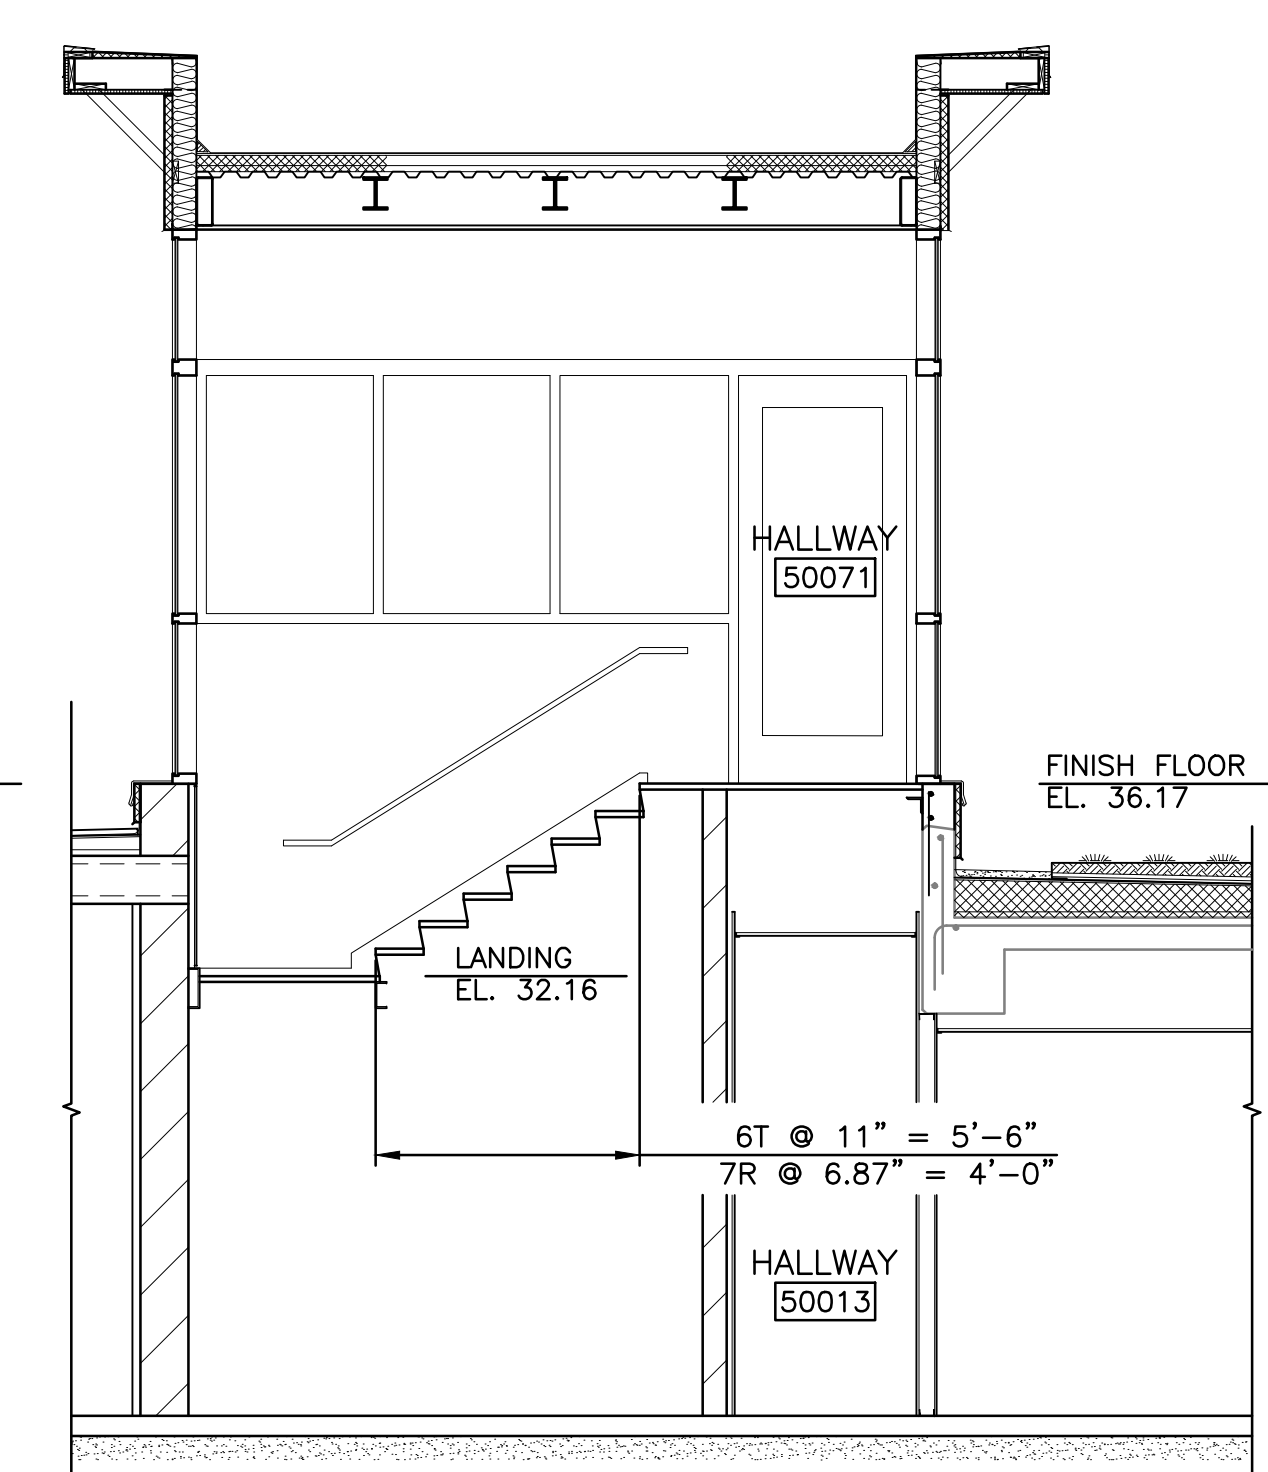 HALLWAY
50071
FINISH FLOOR
EL. 36.17
LANDING
EL. 32.16
6T @ 11" = 5'-6"
7R @ 6.87" = 4'-0"
HALLWAY
50013